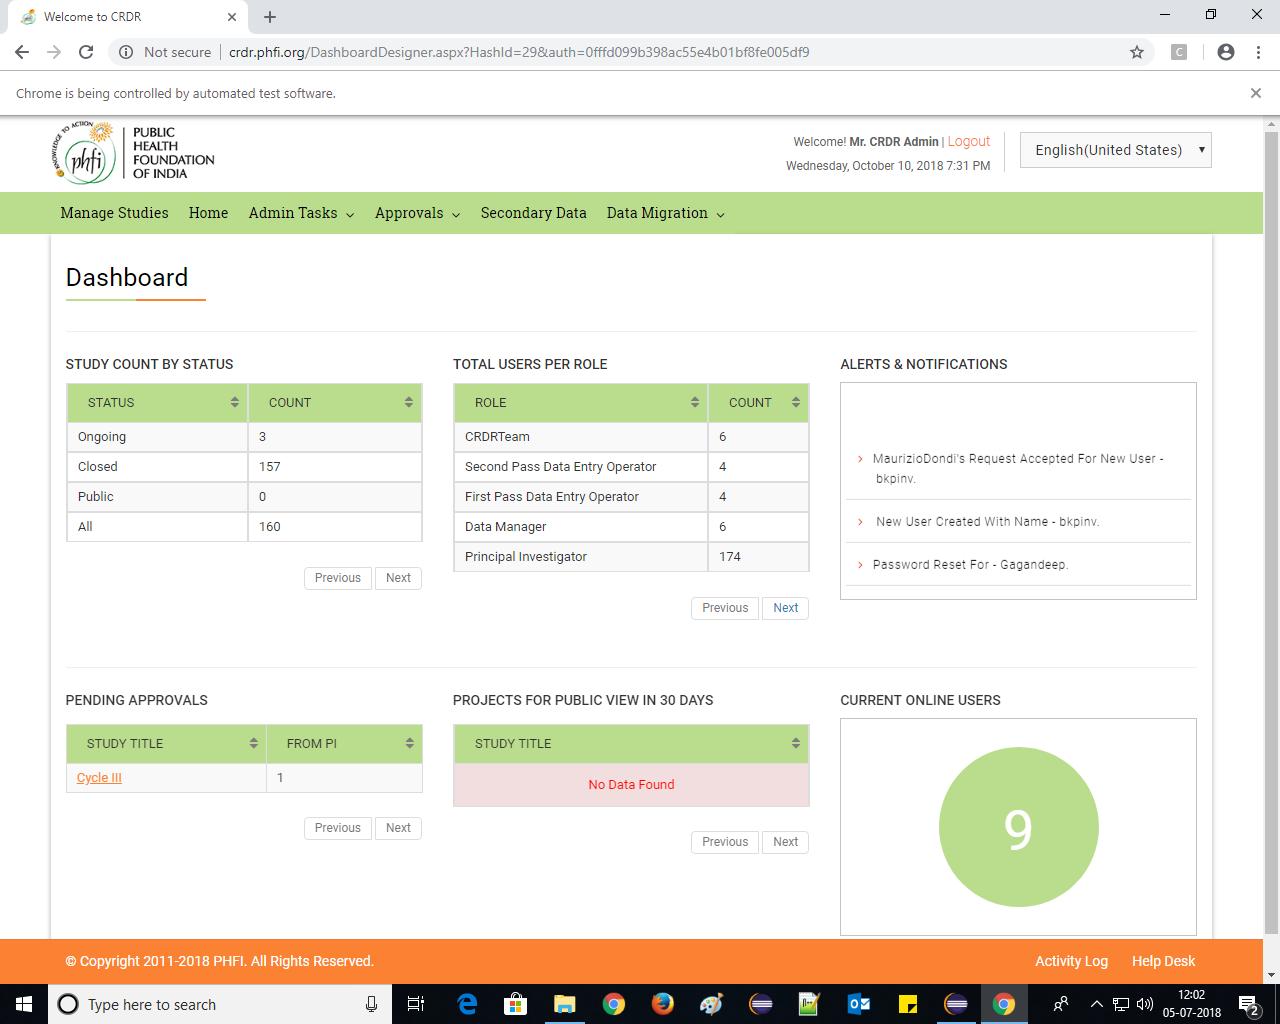 Welcome to CRDR
Not secure | crdr.phfi.org/DashboardDesigner.aspx?HashId=29&auth=0fffd099b398ac55e4b01bf8fe005df9
C
Chrome is being controlled by automated test software.
KNOWLEDGE TO ACTION
phfi
PUBLIC
HEALTH
FOUNDATION
OF INDIA
Welcome! Mr. CRDR Admin | Logout
Wednesday, October 10, 2018 7:31 PM
English(United States)
Manage Studies Home Admin Tasks Approvals Secondary Data Data Migration
Dashboard
STUDY COUNT BY STATUS
STATUS COUNT
Ongoing 3
Closed 157
Public 0
All 160
Previous Next
TOTAL USERS PER ROLE
ROLE COUNT
CRDRTeam 6
Second Pass Data Entry Operator 4
First Pass Data Entry Operator 4
Data Manager 6
Principal Investigator 174
Previous Next
ALERTS & NOTIFICATIONS
MaurizioDondi's Request Accepted For New User -
bkpinv.
New User Created With Name - bkpinv.
Password Reset For - Gagandeep.
PENDING APPROVALS
STUDY TITLE FROM PI
Cycle III 1
Previous Next
PROJECTS FOR PUBLIC VIEW IN 30 DAYS
STUDY TITLE
No Data Found
Previous Next
CURRENT ONLINE USERS
9
© Copyright 2011-2018 PHFI. All Rights Reserved.
Activity Log Help Desk
Type here to search
12:02
05-07-2018
2